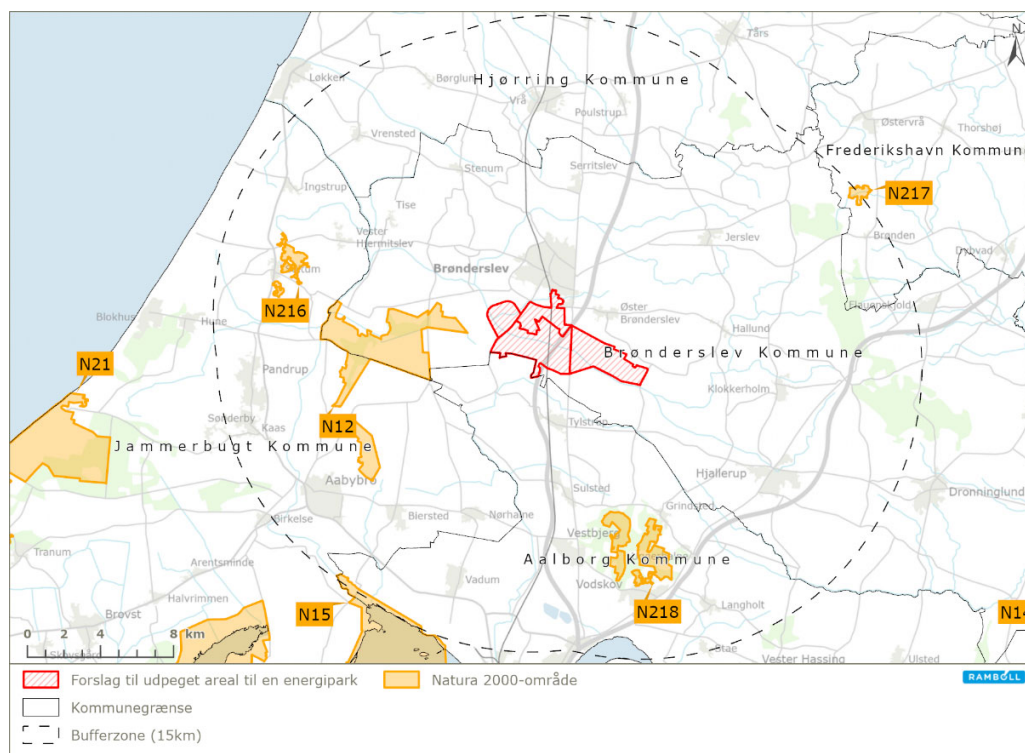 Tårs
N
Løkken
Børglum
Hjørring Kommune
Vrå
Poulstrup
Østervrå
Thorshøj
Vrensted
Frederikshavn Kommune
Stenum
Serritslev
Ingstrup
N217
Tise
Brønden
Vester
Hjermitslev
Jerslev
Dybvad
Brønderslev
N216
Flauenskjold
Blokhus
Hune
Øster
Brønderslev
Hallund
Brønderslev Kommune
N21
Pandrup
Klokkerholm
N12
Sønderby
Kaas
Tylstrup
Jammerbugt Kommune
Hjallerup
Aabybro
Sulsted
Dronninglund
Grindsted
Birkelse
Biersted
Nørhalne
Vestbjerg
Tranum
Arentsminde
Aalborg Kommune
Vadum
Vodskov
Halvrimmen
Brovst
N15
N218
Langholt
N14
0 2 4 8 km
Stae
Vester Hassing
Ulsted
Forslag til udpeget areal til en energipark
Natura 2000-område
RAMBOLL
Kommunegrænse
Bufferzone (15km)